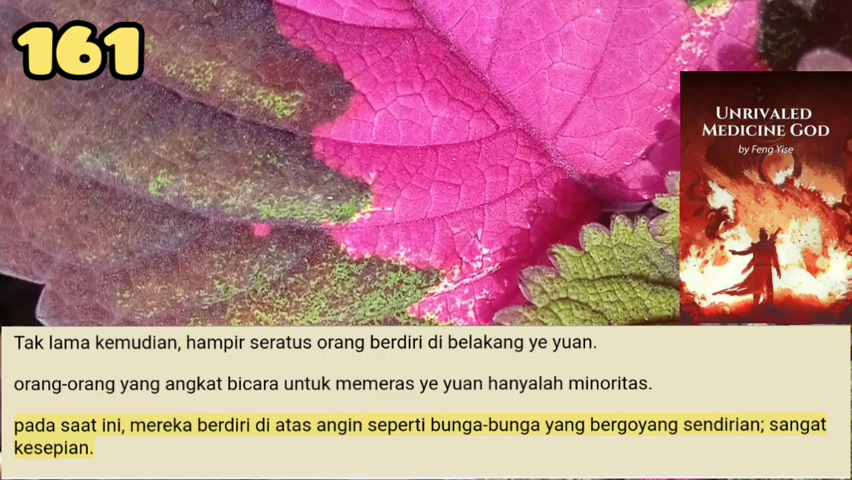 161
UNRIVALED
MEDICINE GOD
by Feng Yise
Tak lama kemudian, hampir seratus orang berdiri di belakang ye yuan.
orang-orang yang angkat bicara untuk memeras ye yuan hanyalah minoritas.
pada saat ini, mereka berdiri di atas angin seperti bunga-bunga yang bergoyang sendirian; sangat
kesepian.